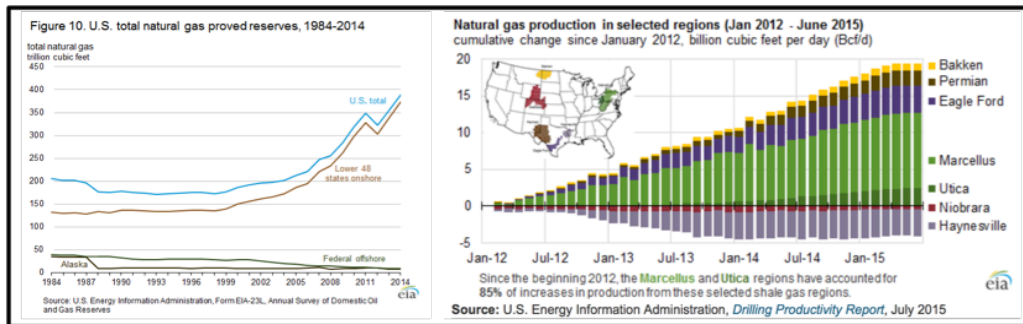 Figure 10. U.S. total natural gas proved reserves, 1984-2014
total natural gas
trillion cubic feet
450
400
350
300
250
200
150
100
50
0
U.S. total
Lower 48
states onshore
Alaska
Federal offshore
1984 1987 1990 1993 1996 1999 2002 2005 2008 2011 2014
Source: U.S. Energy Information Administration, Form EIA-23L, Annual Survey of Domestic Oil
and Gas Reserves
eia
Natural gas production in selected regions (Jan 2012 - June 2015)
cumulative change since January 2012, billion cubic feet per day (Bcf/d)
20
15
10
5
0
-5
Bakken
Permian
Eagle Ford
Marcellus
Utica
Niobrara
Haynesville
Jan-12 Jul-12 Jan-13 Jul-13 Jan-14 Jul-14 Jan-15
Since the beginning 2012, the Marcellus and Utica regions have accounted for
85% of increases in production from these selected shale gas regions.
eia
Source: U.S. Energy Information Administration, Drilling Productivity Report, July 2015